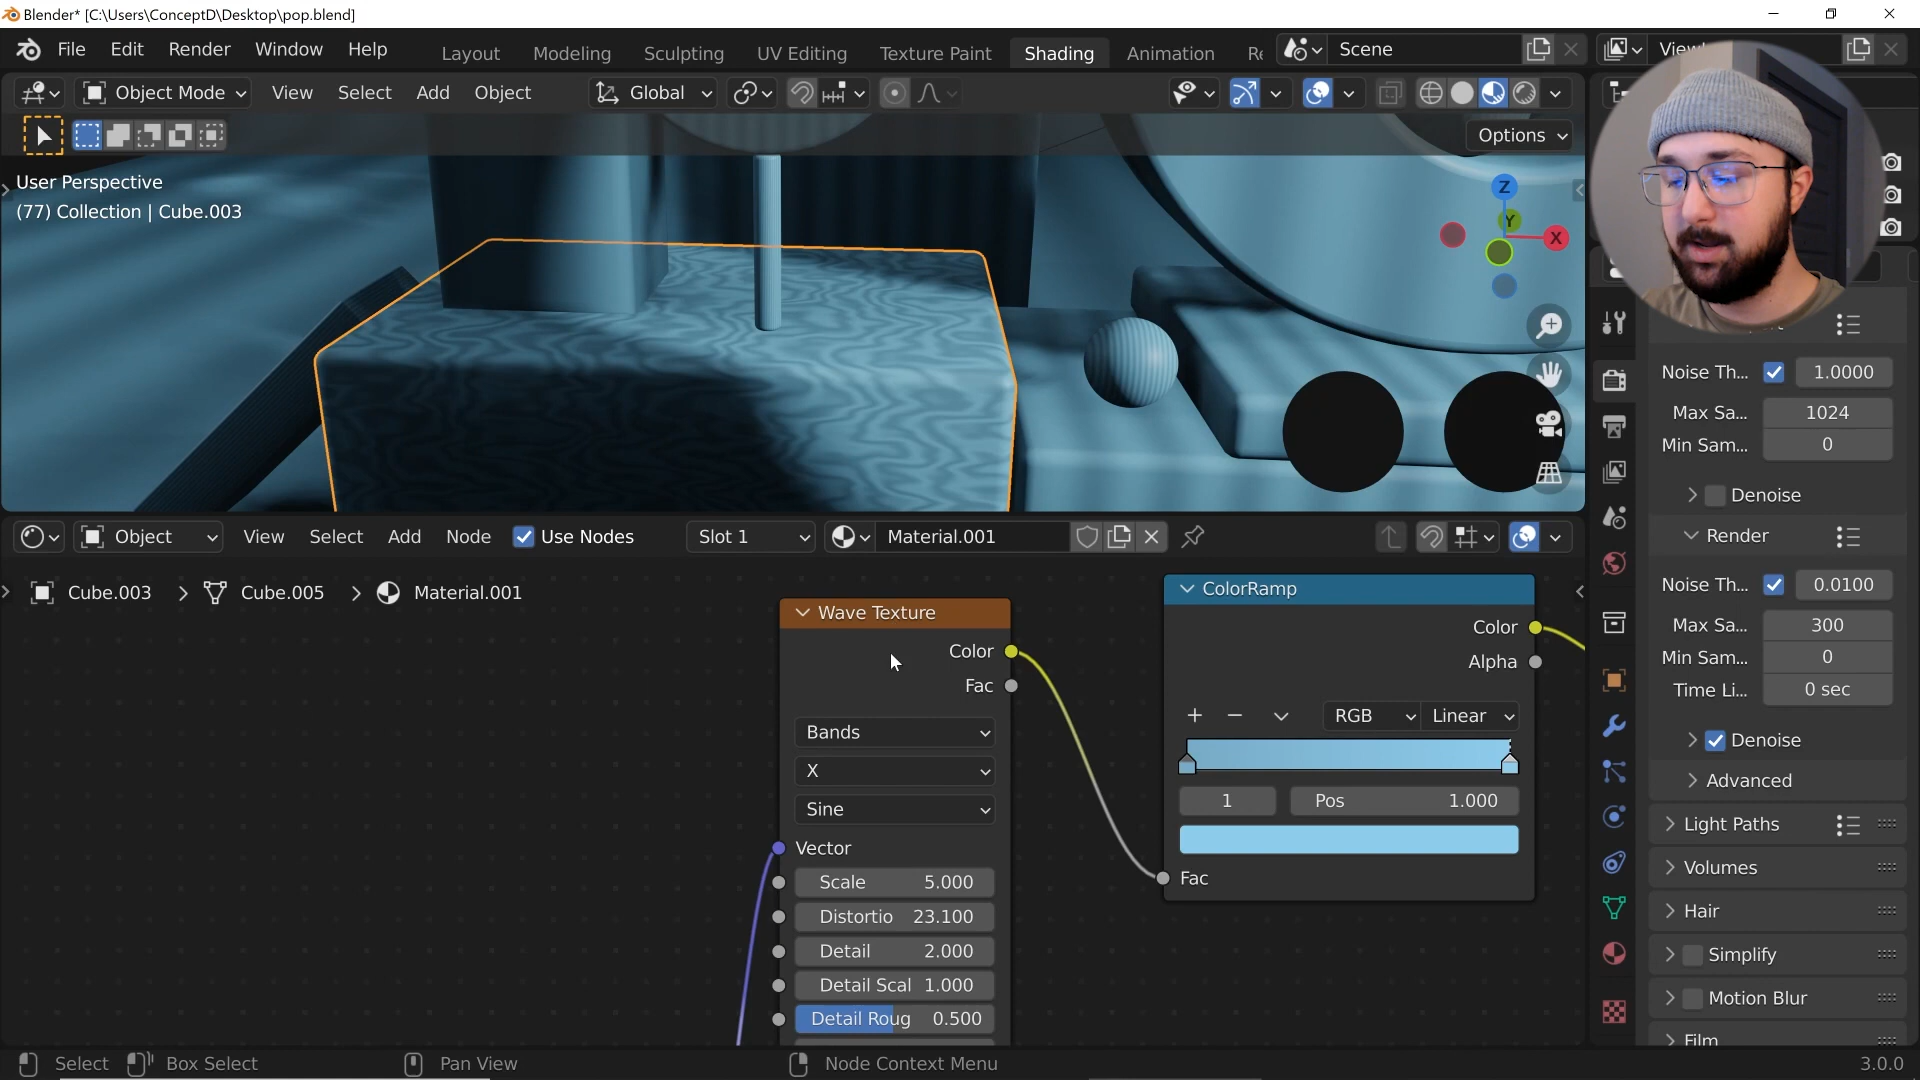 Blender* [C:\Users\ConceptD\Desktop\pop.blend]
File Edit Render Window Help Layout Modeling Sculpting UV Editing Texture Paint Shading Animation Re Scene View
Object Mode View Select Add Object Global
Options
User Perspective
(77) Collection | Cube.003
Z
Y
X
Noise Th... 1.0000
Max Sa... 1024
Min Sam... 0
Denoise
Render
Noise Th... 0.0100
Max Sa... 300
Min Sam... 0
Time Li... 0 sec
Denoise
Advanced
Light Paths
Volumes
Hair
Simplify
Motion Blur
Film
Object View Select Add Node Use Nodes Slot 1 Material.001
Cube.003 > Cube.005 > Material.001
Wave Texture
Color
Fac
Bands
X
Sine
Vector
Scale 5.000
Distortio 23.100
Detail 2.000
Detail Scal 1.000
Detail Roug 0.500
ColorRamp
Color
Alpha
+ − RGB Linear
1 Pos 1.000
Fac
Select Box Select Pan View Node Context Menu 3.0.0